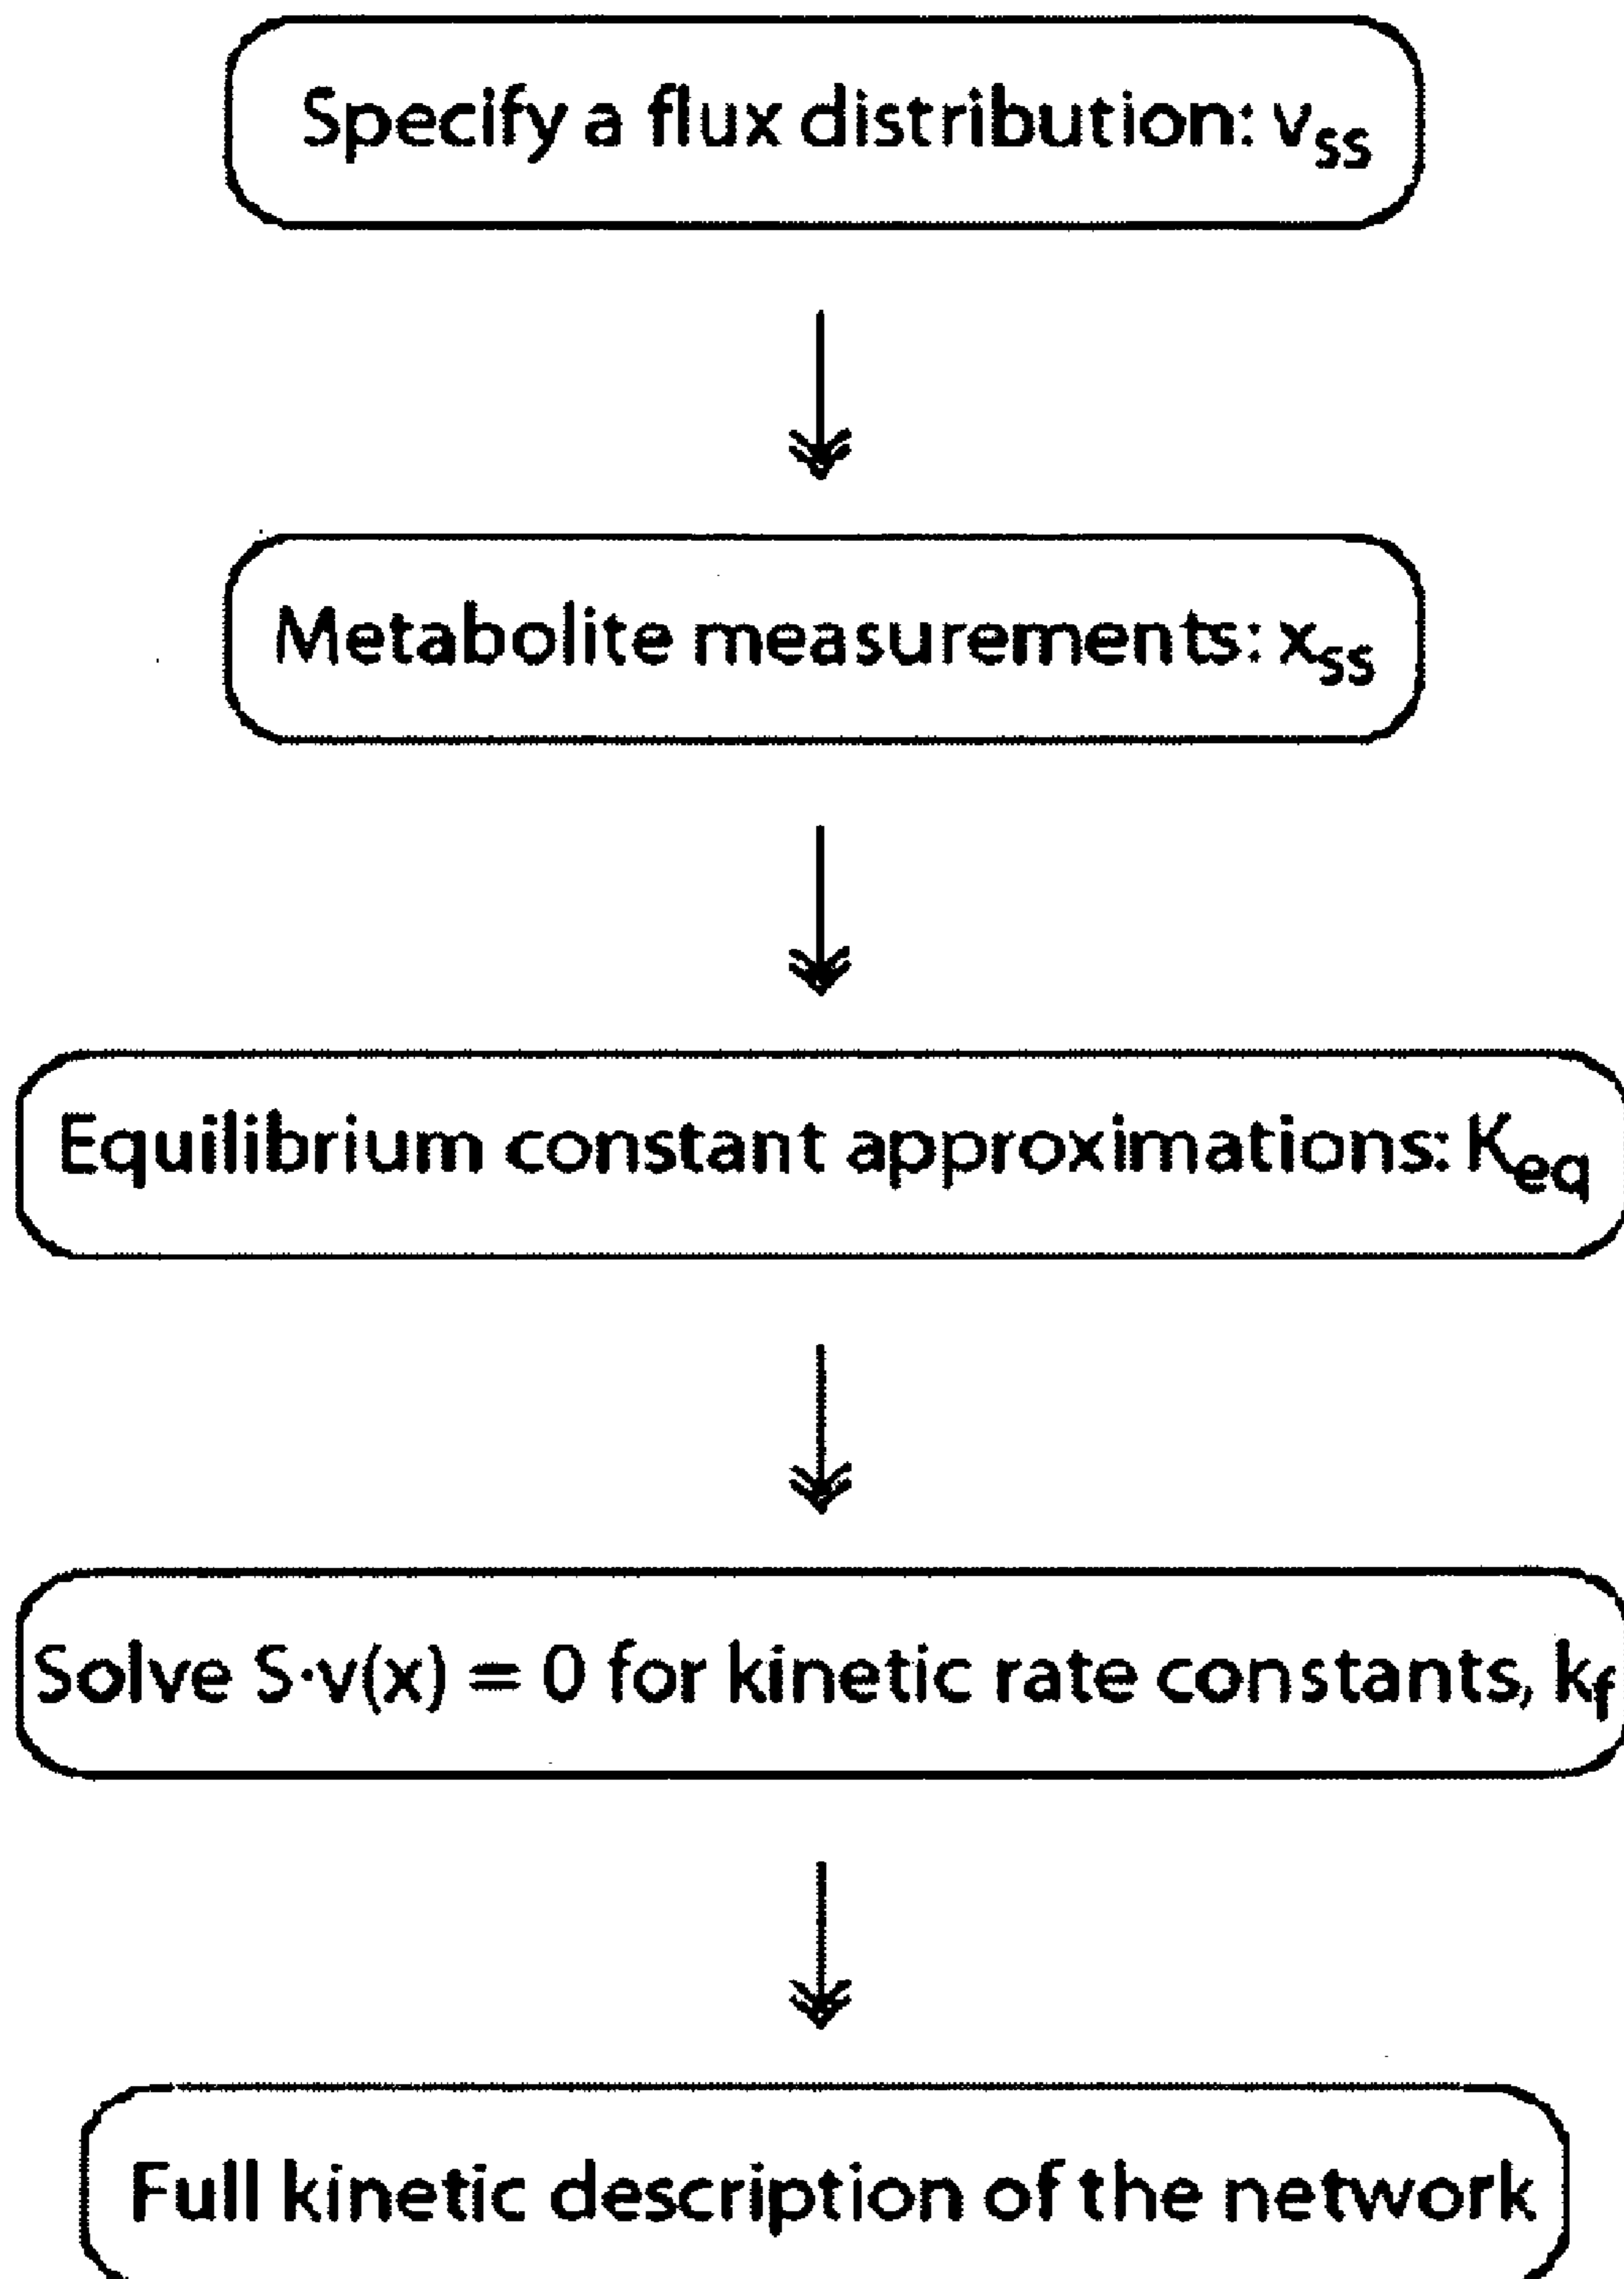 Specify a flux distribution: vss
Metabolite measurements: xss
Equilibrium constant approximations: Keq
Solve S·v(x) = 0 for kinetic rate constants, kf
Full kinetic description of the network